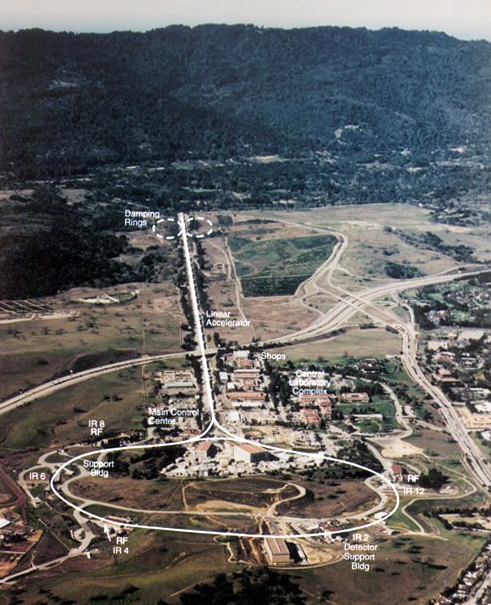 Damping
Rings
Linear
Accelerator
Shops
Central
Laboratory
Complex
Main Control
Center
IR 8
RF
Support
Bldg
IR 6
RF
IR 12
RF
IR 4
IR 2
Detector
Support
Bldg